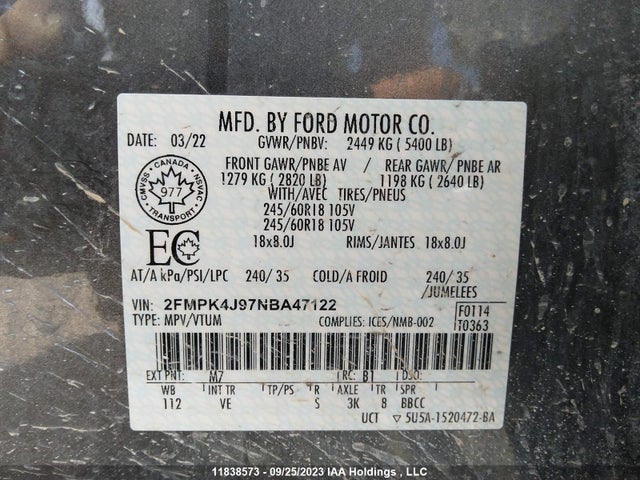 MFD. BY FORD MOTOR CO.
DATE: 03/22 GVWR/PNBV: 2449 KG ( 5400 LB)
FRONT GAWR/PNBE AV / REAR GAWR/ PNBE AR
1279 KG ( 2820 LB) 1198 KG ( 2640 LB)
WITH/AVEC TIRES/PNEUS
245/60R18 105V
245/60R18 105V
18x8.0J RIMS/JANTES 18x8.0J
CMVSS CANADA NSVAC
977
TRANSPORT
EC
AT/A kPa/PSI/LPC 240/ 35 COLD/A FROID 240/ 35
/JUMELEES
VIN: 2FMPK4J97NBA47122 F0114
TYPE: MPV/VTUM COMPLIES: ICES/NMB-002 T0363
EXT PNT: M7 RC: B1 DSO:
WB INT TR TP/PS R AXLE TR SPR
112 VE S 3K 8 BBCC
UCT ▽ 5U5A-1520472-BA
11838573 - 09/25/2023 IAA Holdings , LLC